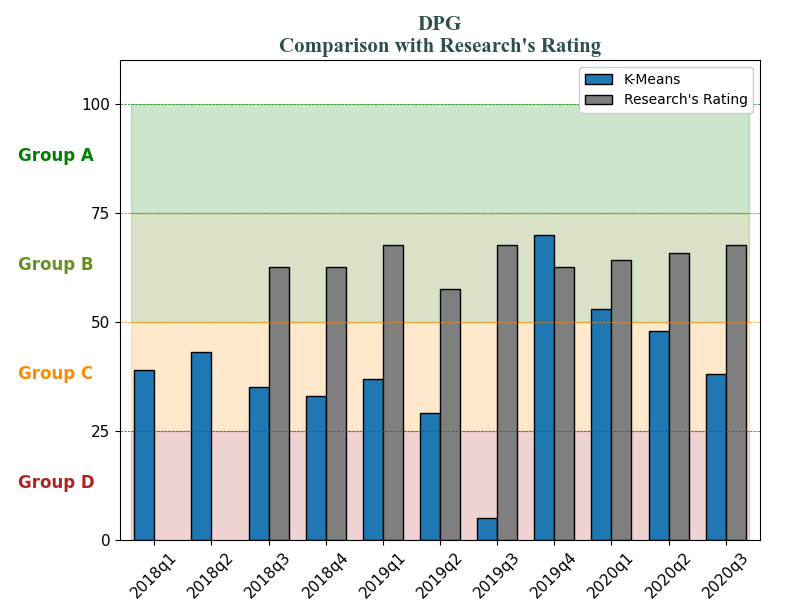 DPG
Comparison with Research's Rating
K-Means
Research's Rating
100
Group A
75
Group B
50
Group C
25
Group D
0
2018q1
2018q2
2018q3
2018q4
2019q1
2019q2
2019q3
2019q4
2020q1
2020q2
2020q3